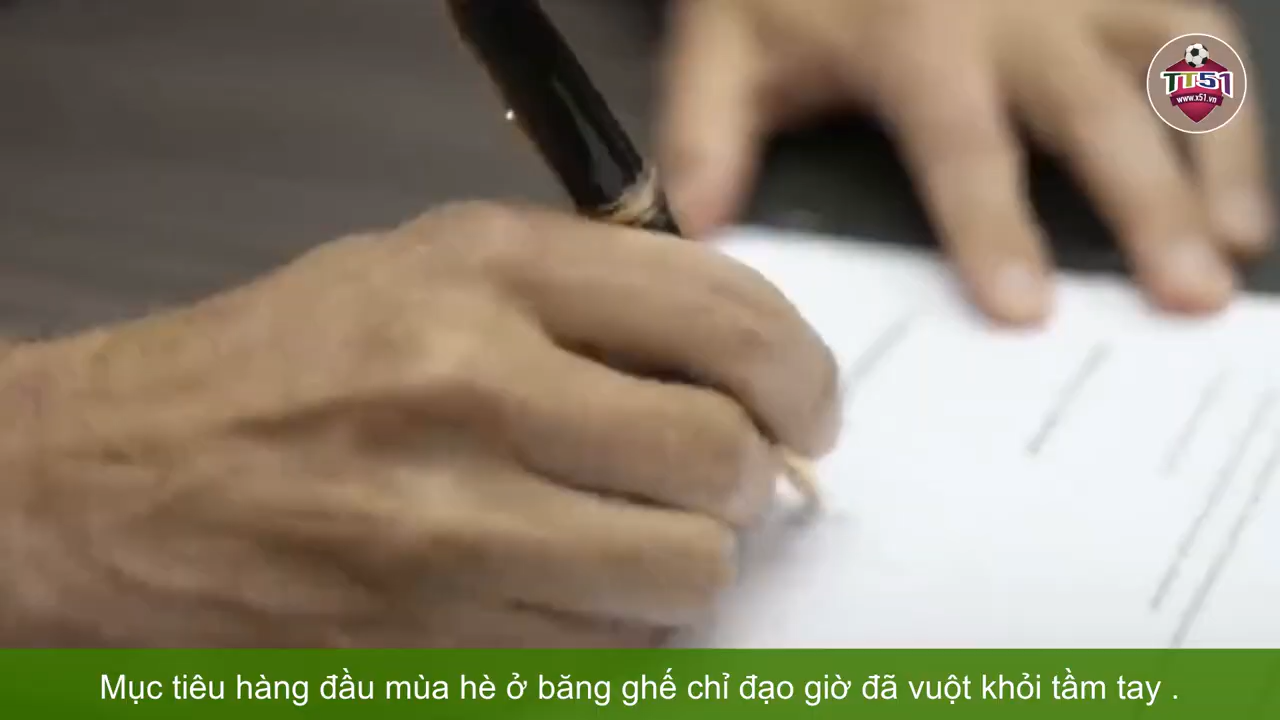 TT51
www.x51.vn
Mục tiêu hàng đầu mùa hè ở băng ghế chỉ đạo giờ đã vuột khỏi tầm tay .